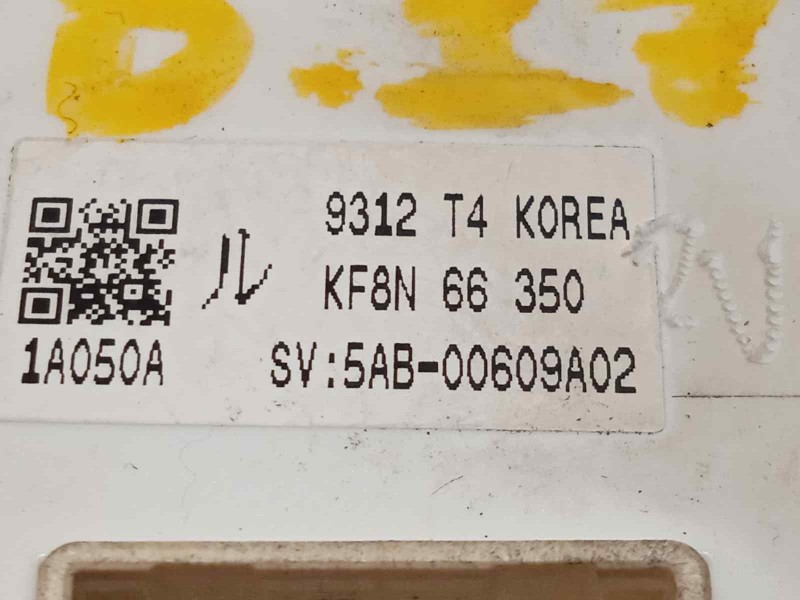 9312 T4 KOREA
ル KF8N 66 350
1A050A SV:5AB-00609A02